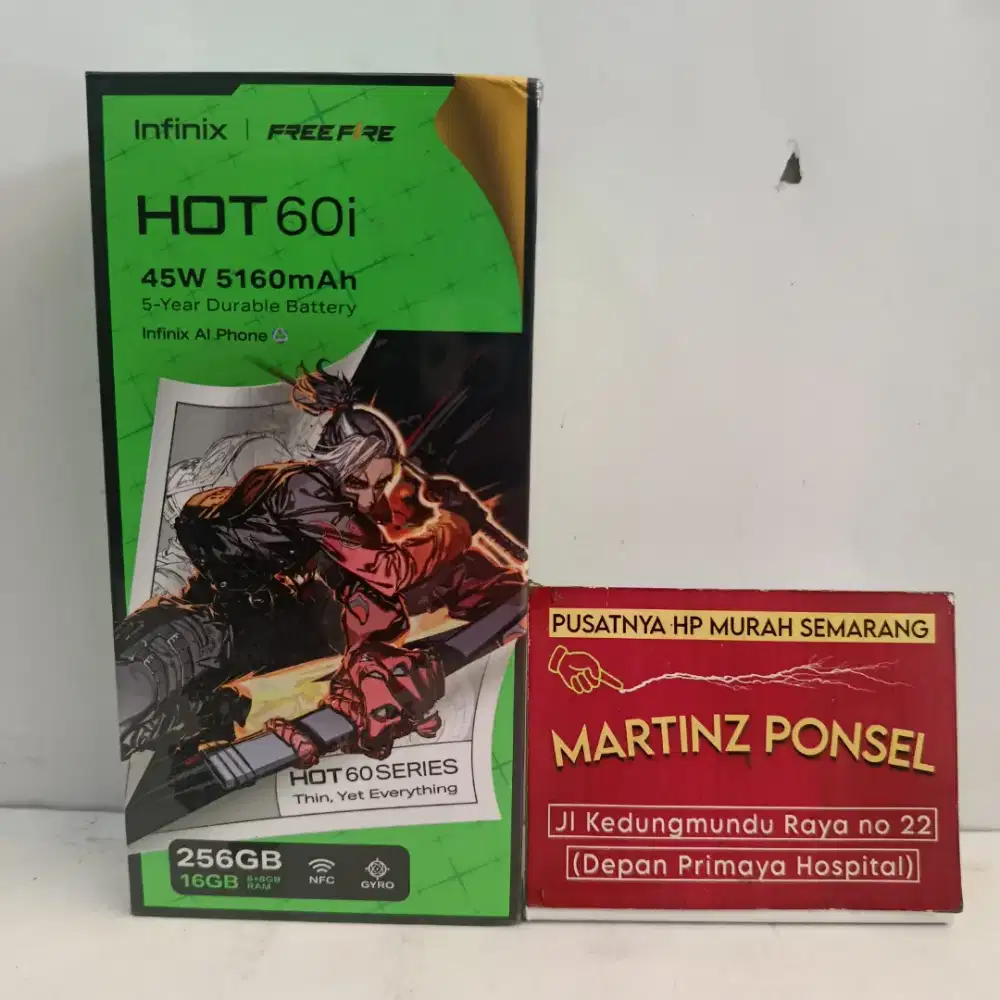 Infinix | FREE FIRE
HOT 60i
45W 5160mAh
5-Year Durable Battery
Infinix AI Phone
HOT 60 SERIES
Thin, Yet Everything
256GB
16GB 8+8GB RAM
NFC
GYRO
PUSATNYA HP MURAH SEMARANG
MARTINZ PONSEL
Jl Kedungmundu Raya no 22
(Depan Primaya Hospital)